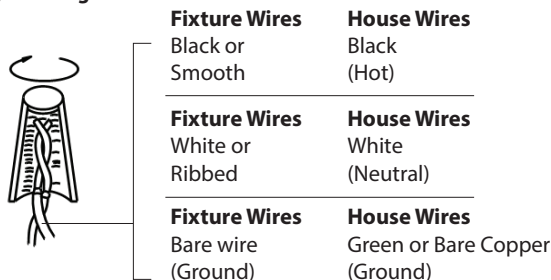 Fixture Wires House Wires
Black or Black
Smooth (Hot)
Fixture Wires House Wires
White or White
Ribbed (Neutral)
Fixture Wires House Wires
Bare wire Green or Bare Copper
(Ground) (Ground)